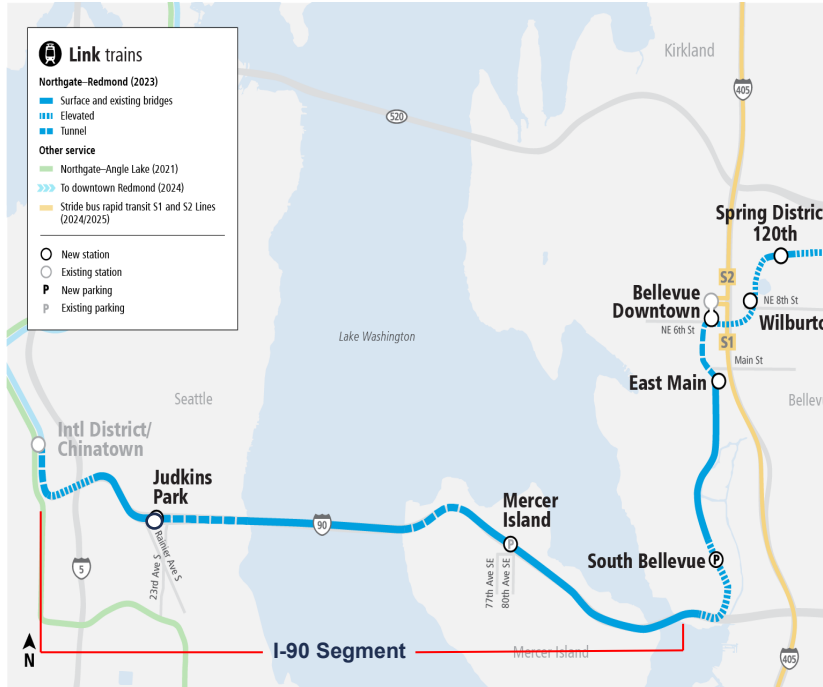 Link trains
Northgate–Redmond (2023)
Surface and existing bridges
Elevated
Tunnel
Other service
Northgate–Angle Lake (2021)
To downtown Redmond (2024)
Stride bus rapid transit S1 and S2 Lines
(2024/2025)
New station
Existing station
P New parking
P Existing parking
Kirkland
405
520
Spring Distric
120th
S2
Bellevue
Downtown
NE 8th St
NE 6th St
Wilburto
S1
Lake Washington
Main St
East Main
Seattle
Bellev
Intl District/
Chinatown
Judkins
Park
Mercer
Island
90
P
South Bellevue
P
5
23rd Ave S
Rainier Ave S
77th Ave SE
80th Ave SE
N
I-90 Segment
Mercer Island
405